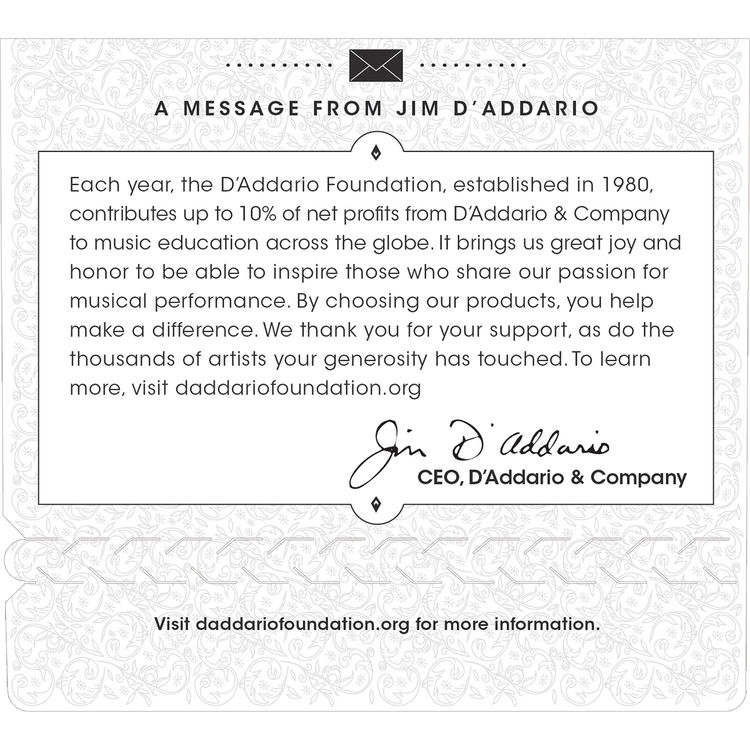 A MESSAGE FROM JIM D'ADDARIO
Each year, the D'Addario Foundation, established in 1980,
contributes up to 10% of net profits from D'Addario & Company
to music education across the globe. It brings us great joy and
honor to be able to inspire those who share our passion for
musical performance. By choosing our products, you help
make a difference. We thank you for your support, as do the
thousands of artists your generosity has touched. To learn
more, visit daddariofoundation.org
Jim D'Addario
CEO, D'Addario & Company
Visit daddariofoundation.org for more information.